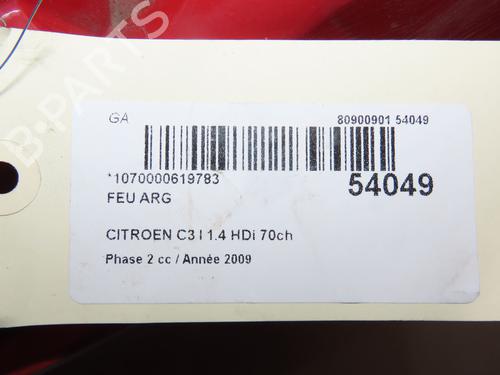 GA
80900901 54049
*1070000619783
54049
FEU ARG
CITROEN C3 I 1.4 HDi 70ch
Phase 2 cc / Année 2009
B-PARTS